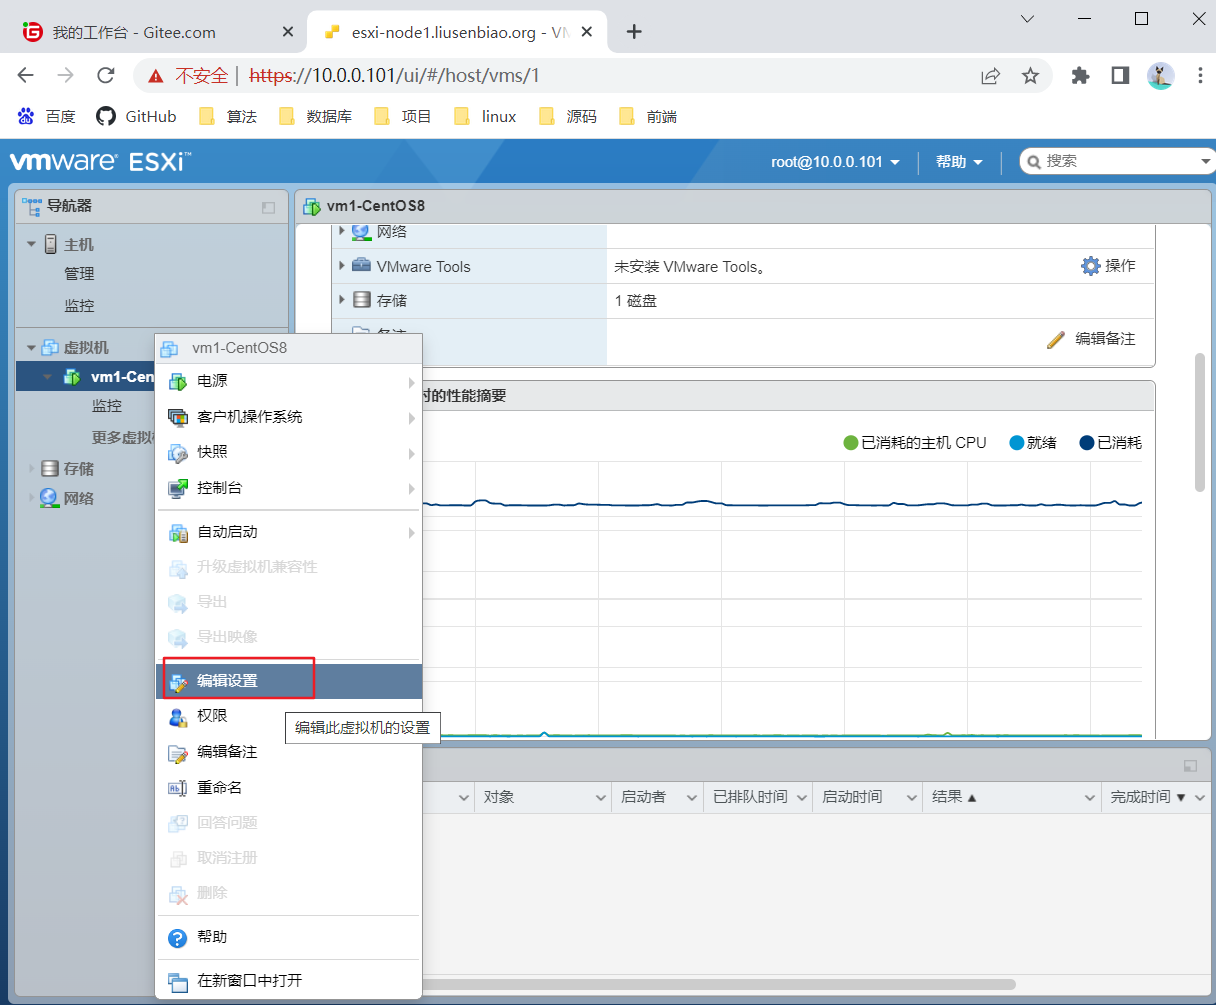 我的工作台 - Gitee.com
esxi-node1.liusenbiao.org - VM
不安全 | https://10.0.0.101/ui/#/host/vms/1
百度 GitHub 算法 数据库 项目 linux 源码 前端
vmware ESXi™
root@10.0.0.101 帮助 搜索
导航器
主机
管理
监控
虚拟机
vm1-Cen
监控
更多虚拟机
存储
网络
vm1-CentOS8
网络
VMware Tools 未安装 VMware Tools。 操作
存储 1 磁盘
备注 编辑备注
时的性能摘要
已消耗的主机 CPU 就绪 已消耗
vm1-CentOS8
电源
客户机操作系统
快照
控制台
自动启动
升级虚拟机兼容性
导出
导出映像
编辑设置
权限
编辑此虚拟机的设置
编辑备注
重命名
回答问题
取消注册
删除
帮助
在新窗口中打开
对象 启动者 已排队时间 启动时间 结果▲ 完成时间▼